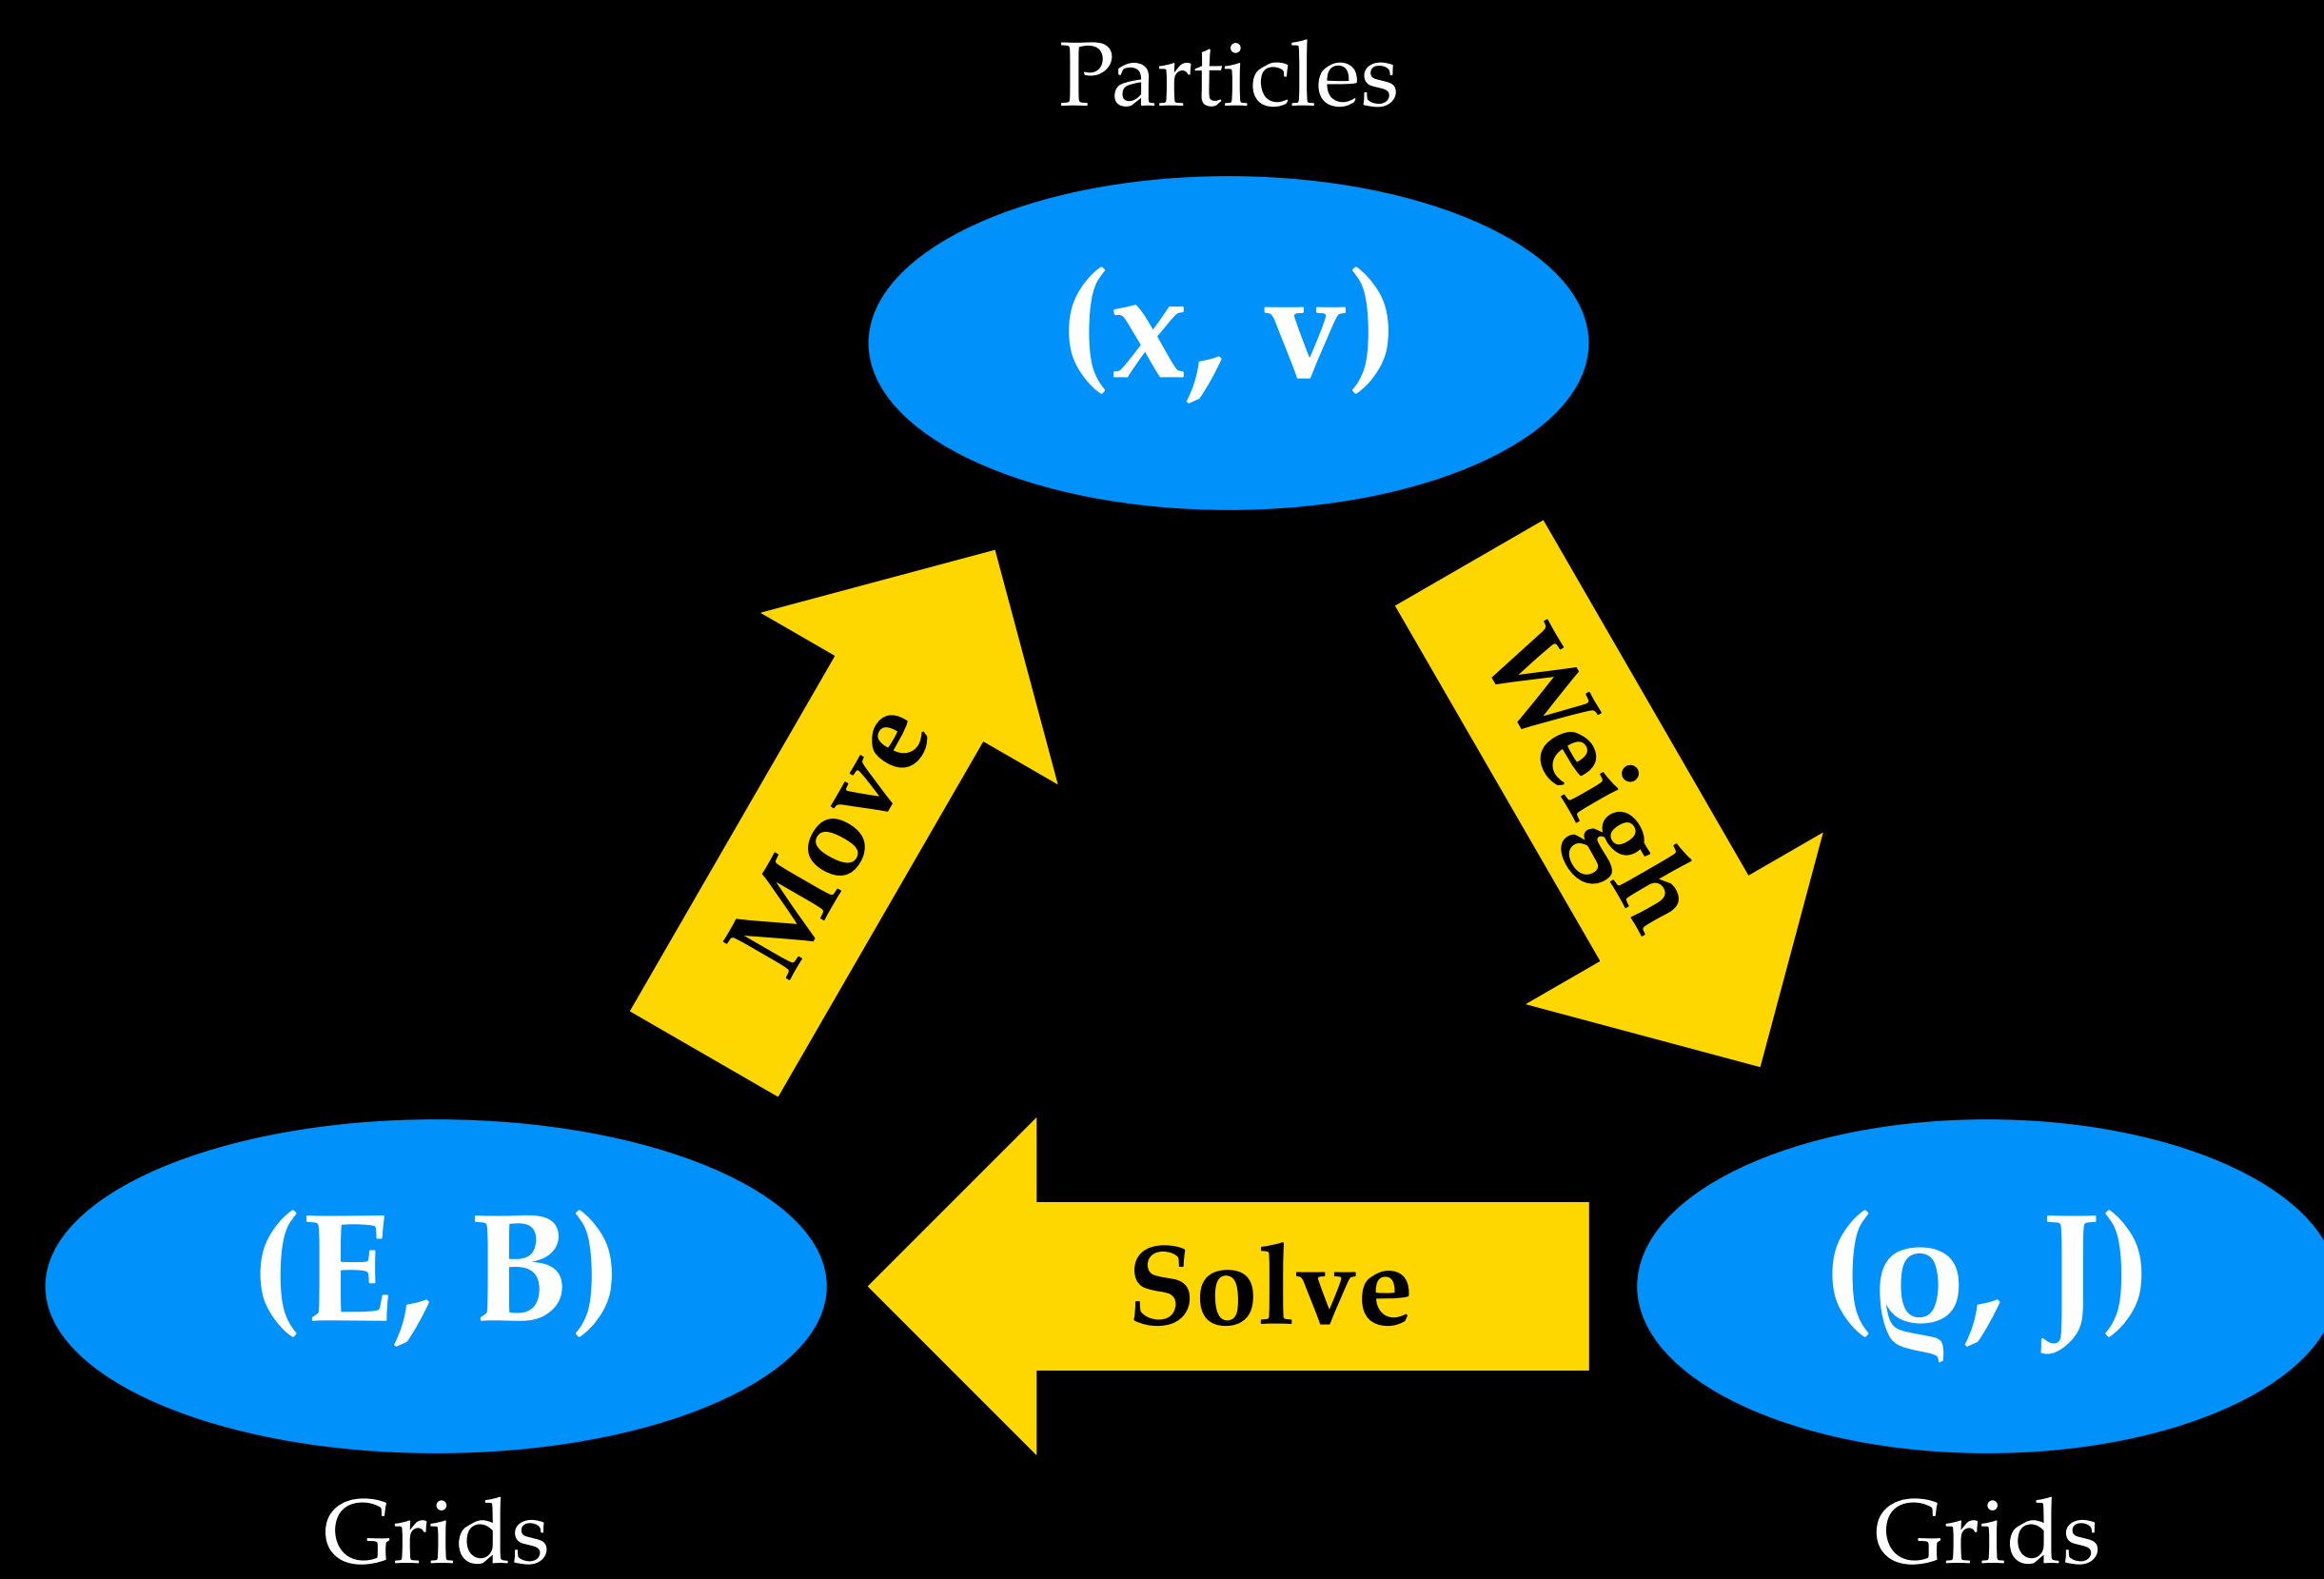 Particles
(x, v)
Move
Weigh
(E, B)
Solve
(ϱ, J)
Grids
Grids